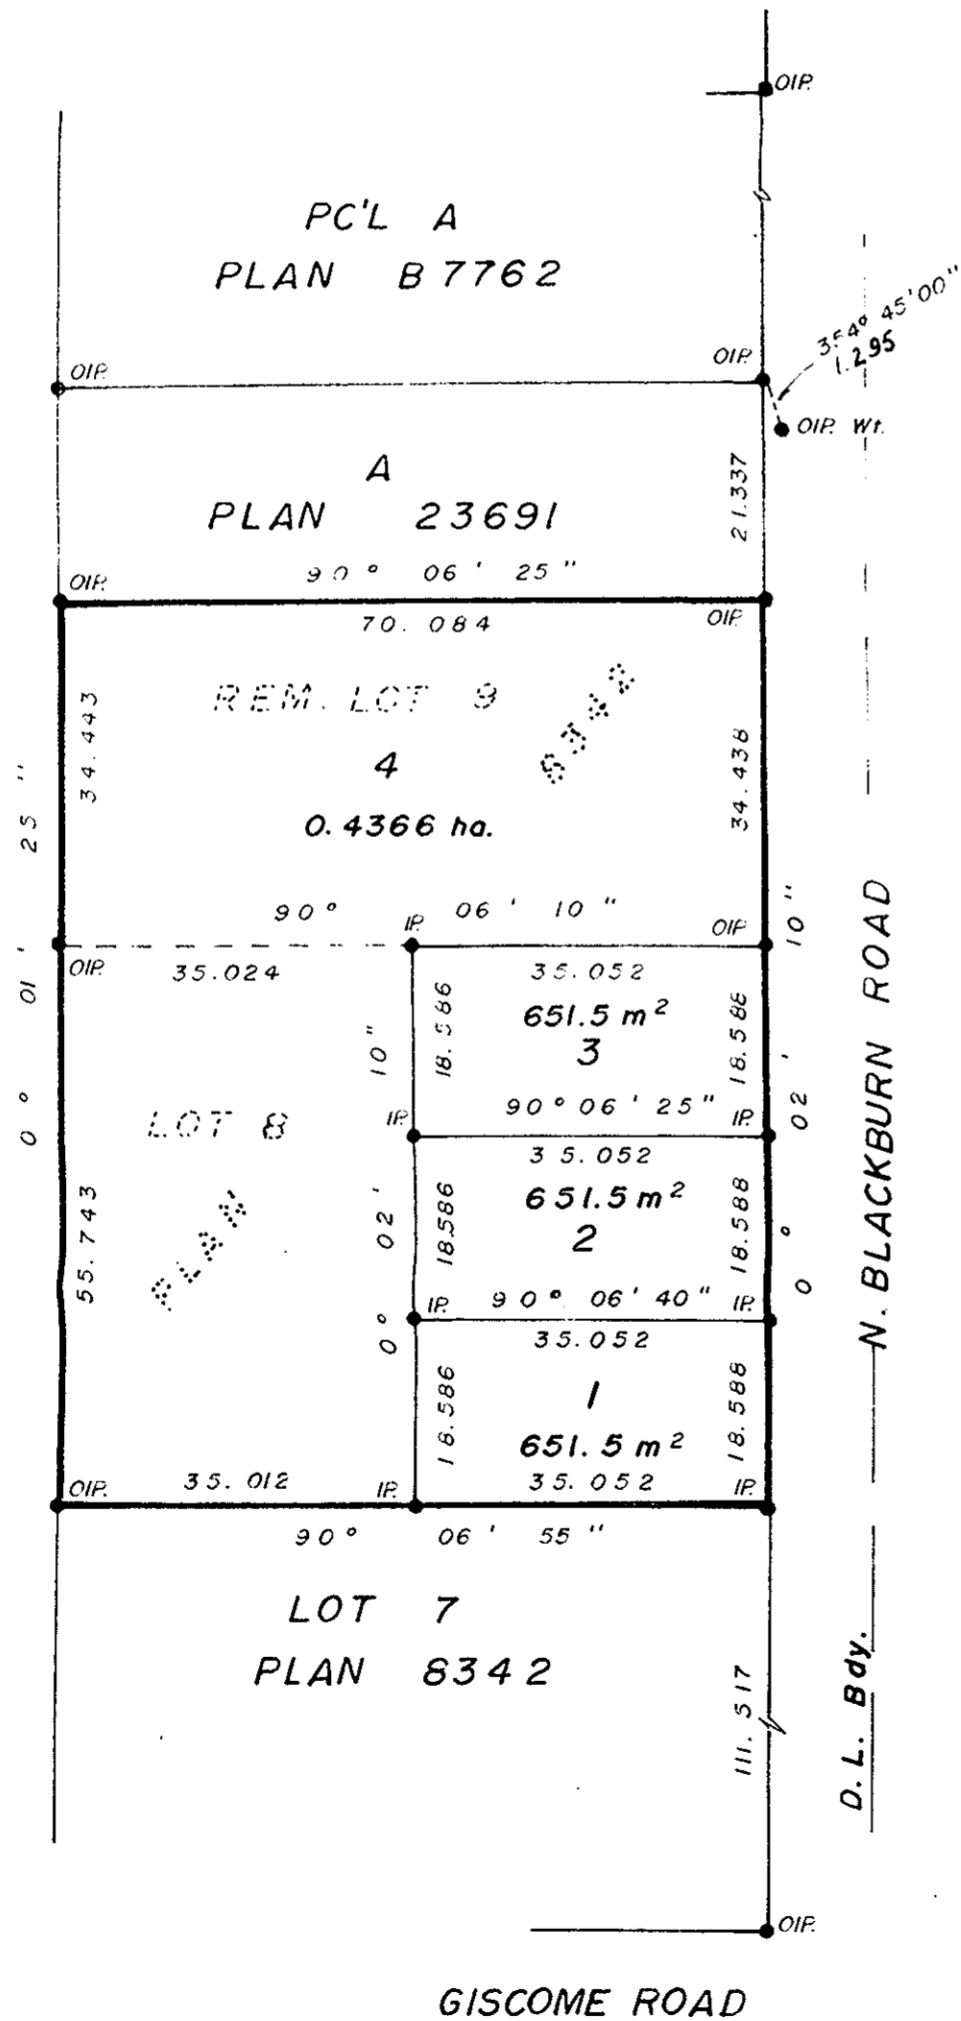 OIP.
PC'L A
PLAN B 7762
354° 45'00"
1.295
OIP.
OIP.
OIP. Wt.
A
PLAN 23691
21.337
90° 06' 25"
OIP.
70.084
OIP.
REM. LOT 9
8342
34.443
4
34.438
0.4366 ha.
0° 01' 25"
90° 06' 10"
IP.
OIP.
OIP.
35.024
35.052
18.586
651.5 m²
3
18.588
0° 02' 10"
N. BLACKBURN ROAD
90° 06' 25"
IP.
IP.
LOT 8
35.052
651.5 m²
2
18.586
18.588
0° 02' 10"
PLAN
55.743
IP.
90° 06' 40"
IP.
35.052
1
18.586
18.588
651.5 m²
OIP.
35.012
IP.
35.052
IP.
90° 06' 55"
LOT 7
PLAN 8342
111.517
D.L. Bdy.
OIP.
GISCOME ROAD